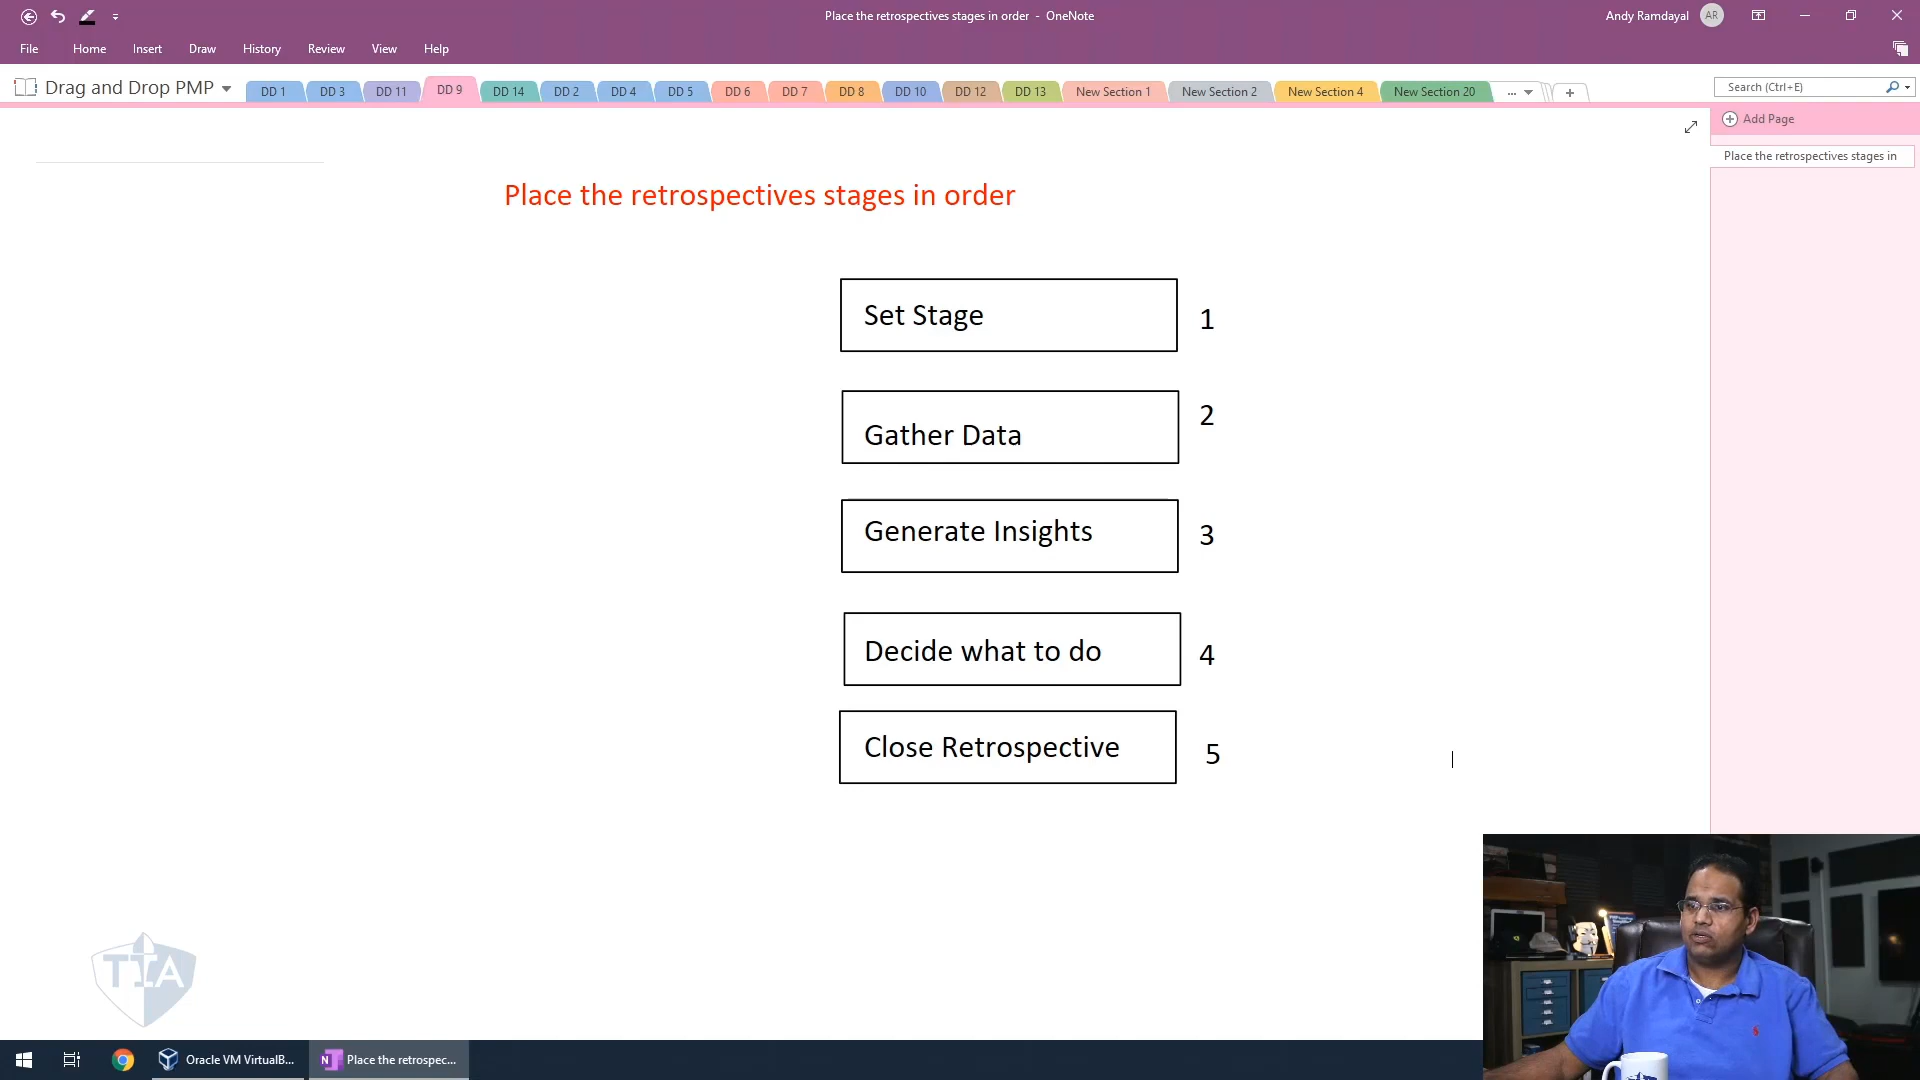 Place the retrospectives stages in order - OneNote
Andy Ramdayal AR
File Home Insert Draw History Review View Help
Drag and Drop PMP
DD 1 DD 3 DD 11 DD 9 DD 14 DD 2 DD 4 DD 5 DD 6 DD 7 DD 8 DD 10 DD 12 DD 13 New Section 1 New Section 2 New Section 4 New Section 20 ... +
Search (Ctrl+E)
Add Page
Place the retrospectives stages in
Place the retrospectives stages in order
Set Stage 1
Gather Data 2
Generate Insights 3
Decide what to do 4
Close Retrospective 5
TIA
Oracle VM VirtualB...
N Place the retrospec...